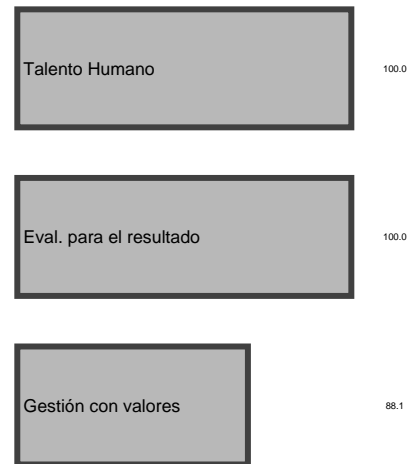 Talento Humano 100.0
Eval. para el resultado 100.0
Gestión con valores 88.1